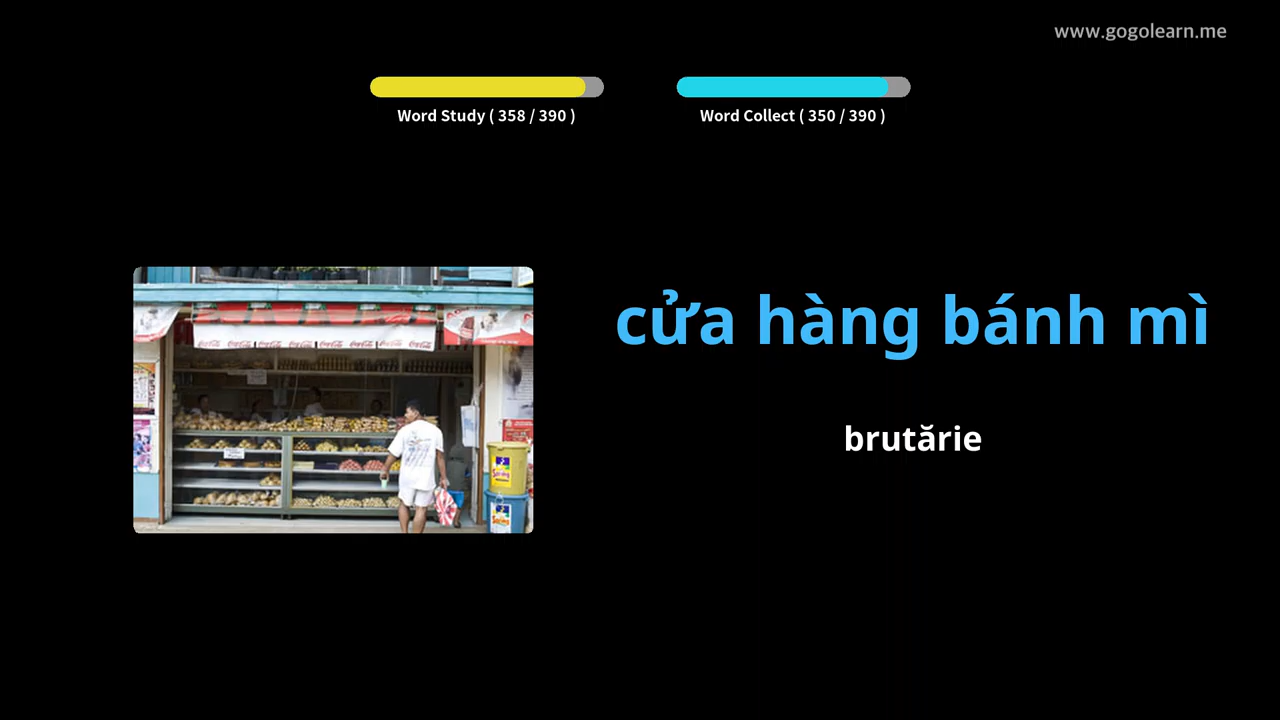 www.gogolearn.me
Word Study ( 358 / 390 )
Word Collect ( 350 / 390 )
cửa hàng bánh mì
brutărie